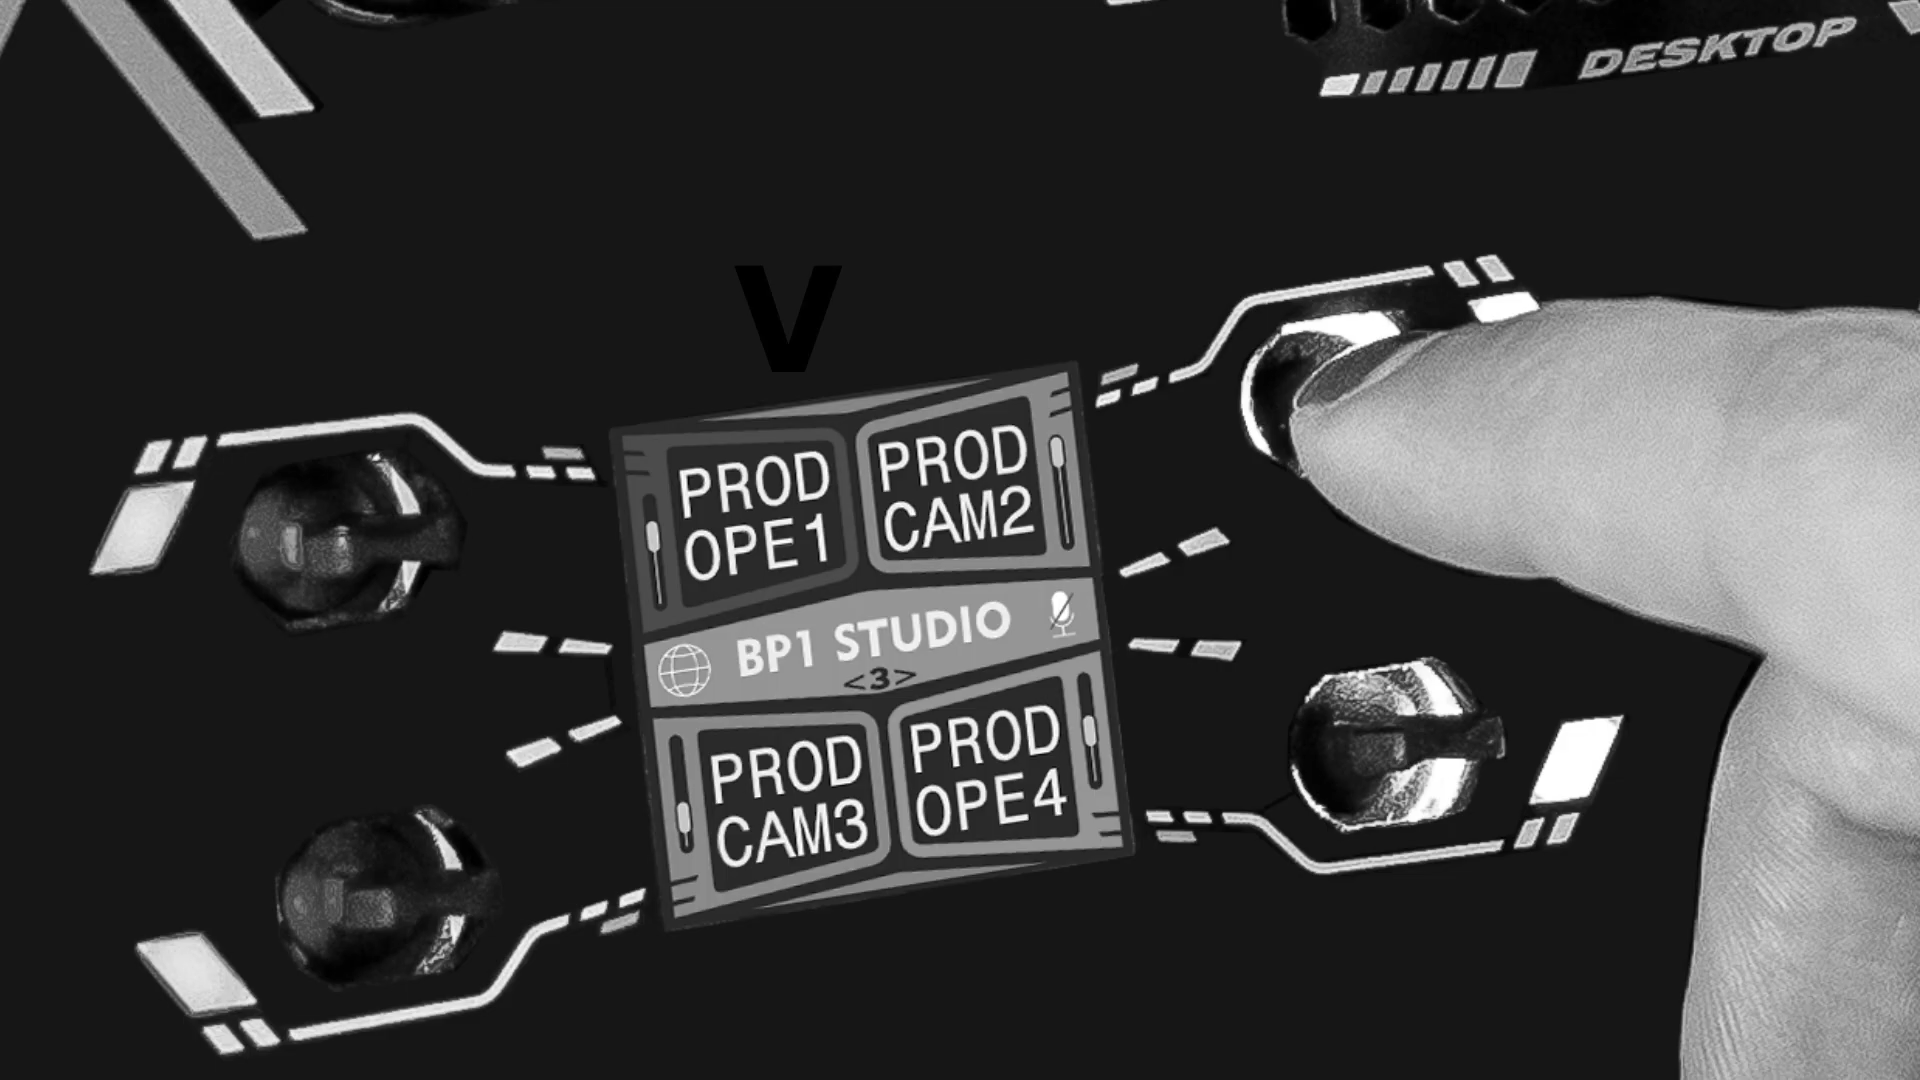 DESKTOP
V
PROD
OPE1
PROD
CAM2
BP1 STUDIO
<3>
PROD
CAM3
PROD
OPE4